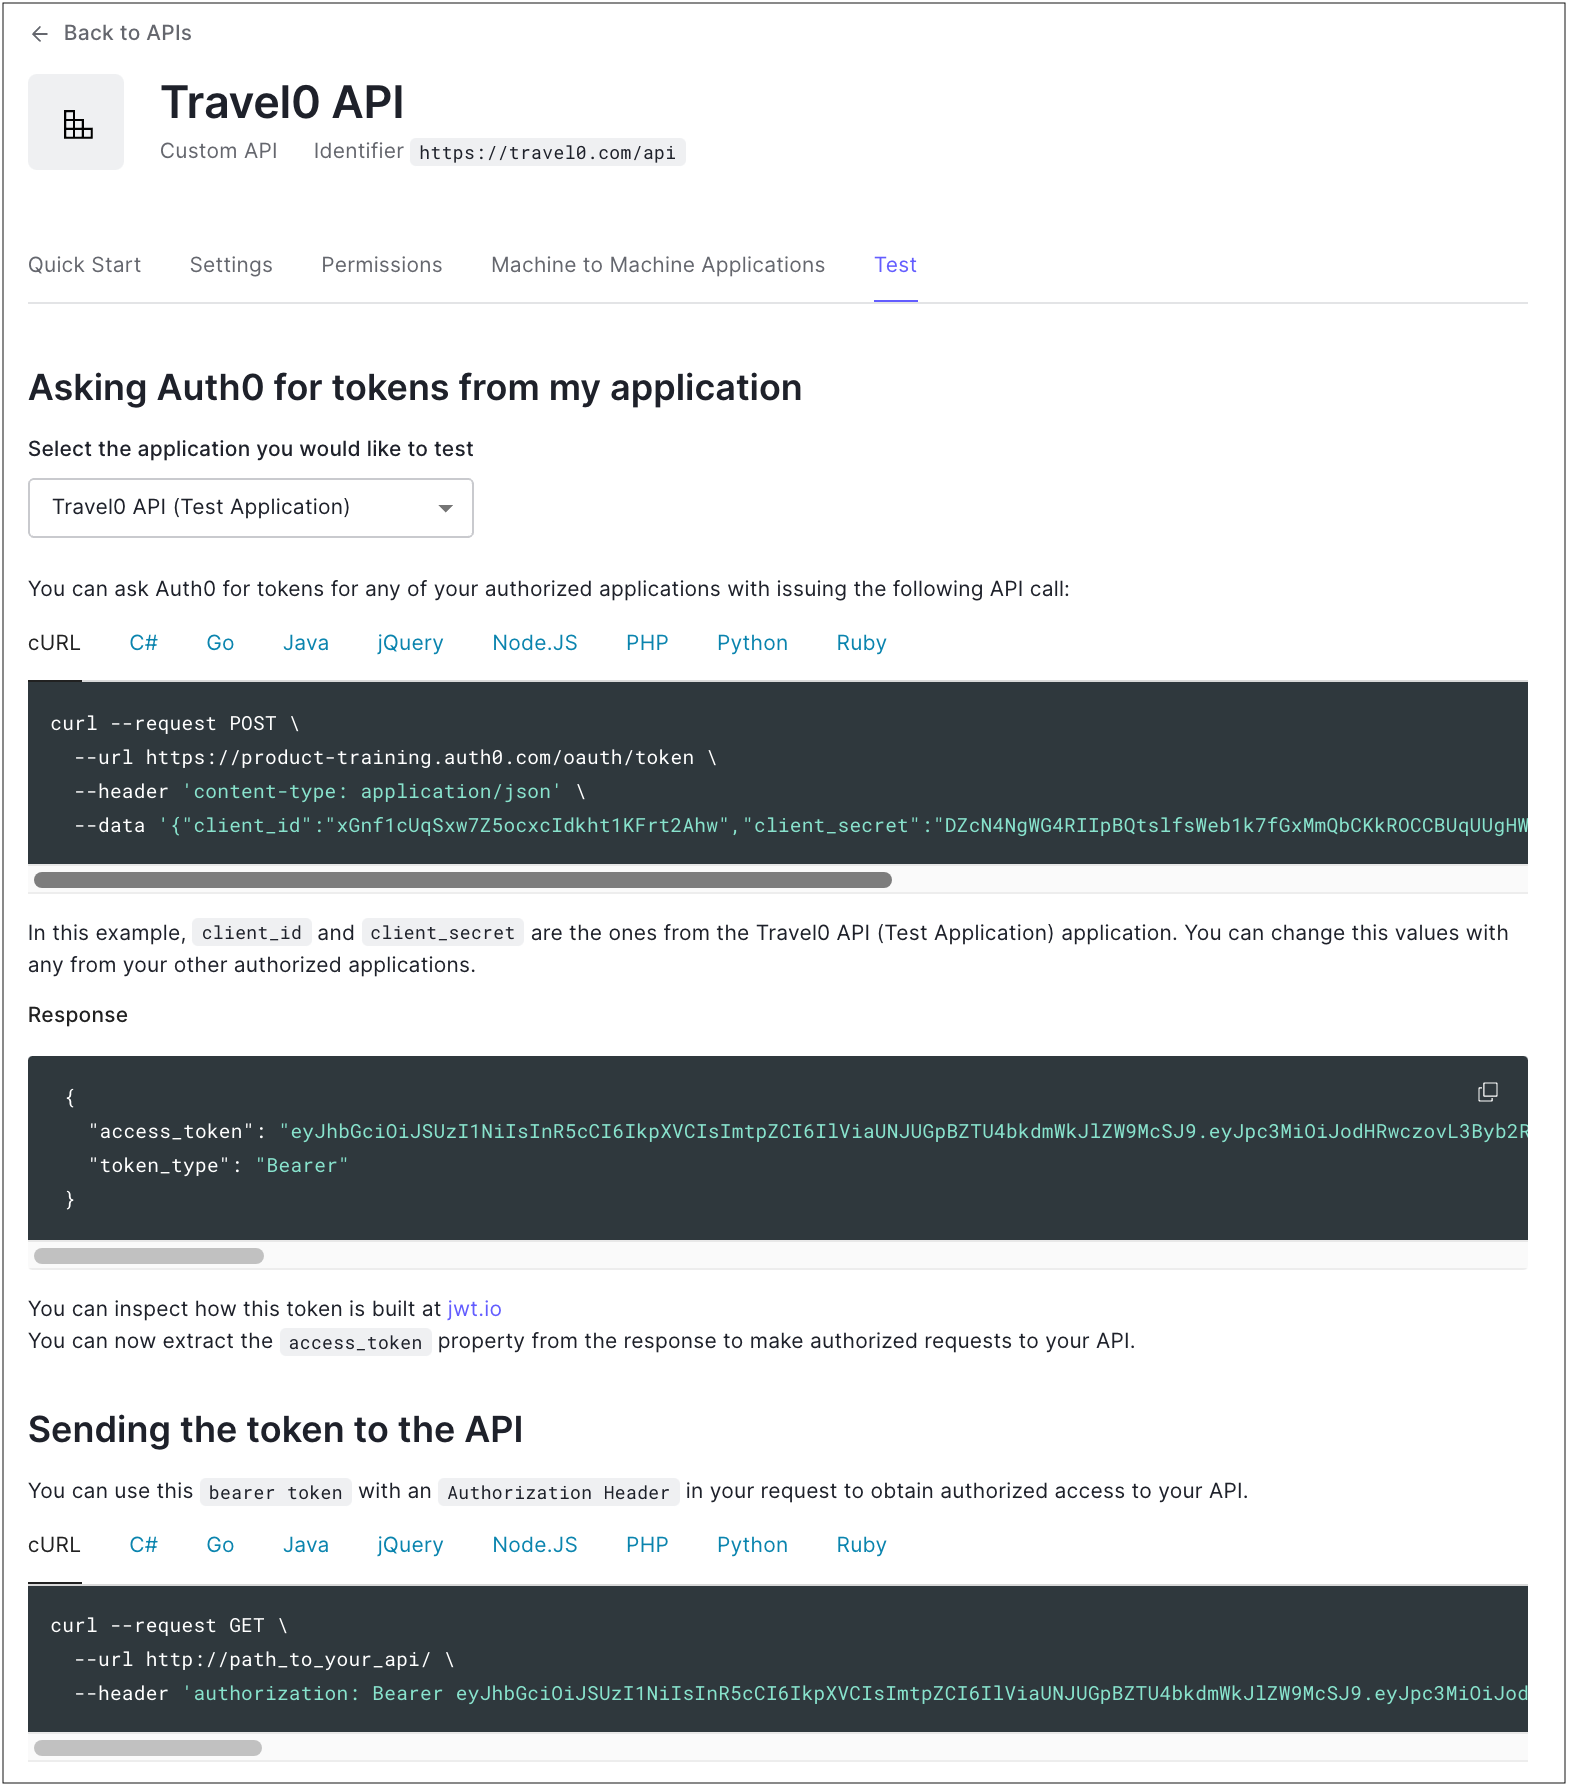 ← Back to APIs
Travel0 API
Custom API Identifier https://travel0.com/api
Quick Start Settings Permissions Machine to Machine Applications Test
Asking Auth0 for tokens from my application
Select the application you would like to test
Travel0 API (Test Application)
You can ask Auth0 for tokens for any of your authorized applications with issuing the following API call:
cURL C# Go Java jQuery Node.JS PHP Python Ruby
curl --request POST \
--url https://product-training.auth0.com/oauth/token \
--header 'content-type: application/json' \
--data '{"client_id":"xGnf1cUqSxw7Z5ocxcIdkht1KFrt2Ahw","client_secret":"DZcN4NgWG4RIIpBQtslfsWeb1k7fGxMmQbCKkROCCBUqUUgHW
In this example, client_id and client_secret are the ones from the Travel0 API (Test Application) application. You can change this values with
any from your other authorized applications.
Response
{
"access_token": "eyJhbGciOiJSUzI1NiIsInR5cCI6IkpXVCIsImtpZCI6IlViaUNJUGpBZTU4bkdmWkJlZW9McSJ9.eyJpc3MiOiJodHRwczovL3Byb2R
"token_type": "Bearer"
}
You can inspect how this token is built at jwt.io
You can now extract the access_token property from the response to make authorized requests to your API.
Sending the token to the API
You can use this bearer token with an Authorization Header in your request to obtain authorized access to your API.
cURL C# Go Java jQuery Node.JS PHP Python Ruby
curl --request GET \
--url http://path_to_your_api/ \
--header 'authorization: Bearer eyJhbGciOiJSUzI1NiIsInR5cCI6IkpXVCIsImtpZCI6IlViaUNJUGpBZTU4bkdmWkJlZW9McSJ9.eyJpc3MiOiJod